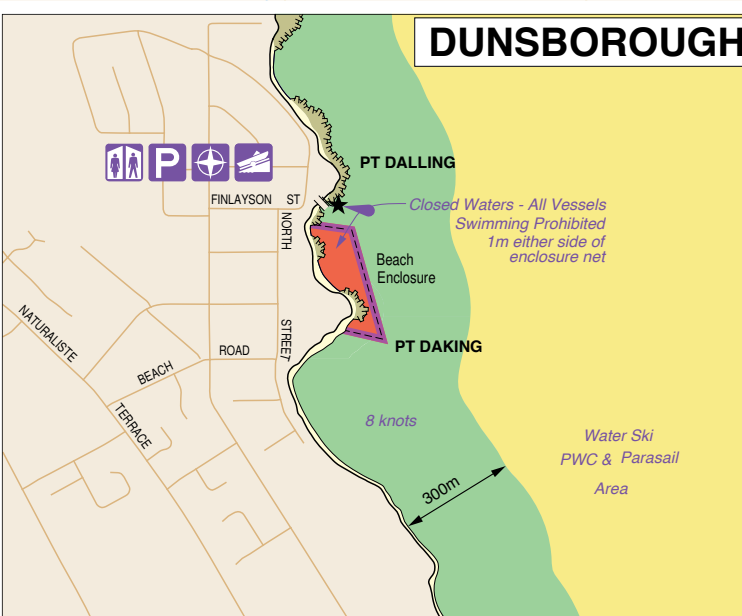 DUNSBOROUGH
PT DALLING
P
FINLAYSON ST
Closed Waters - All Vessels
Swimming Prohibited
1m either side of
enclosure net
NORTH
STREET
Beach
Enclosure
PT DAKING
NATURALISTE
TERRACE
BEACH
ROAD
8 knots
Water Ski
PWC & Parasail
Area
300m